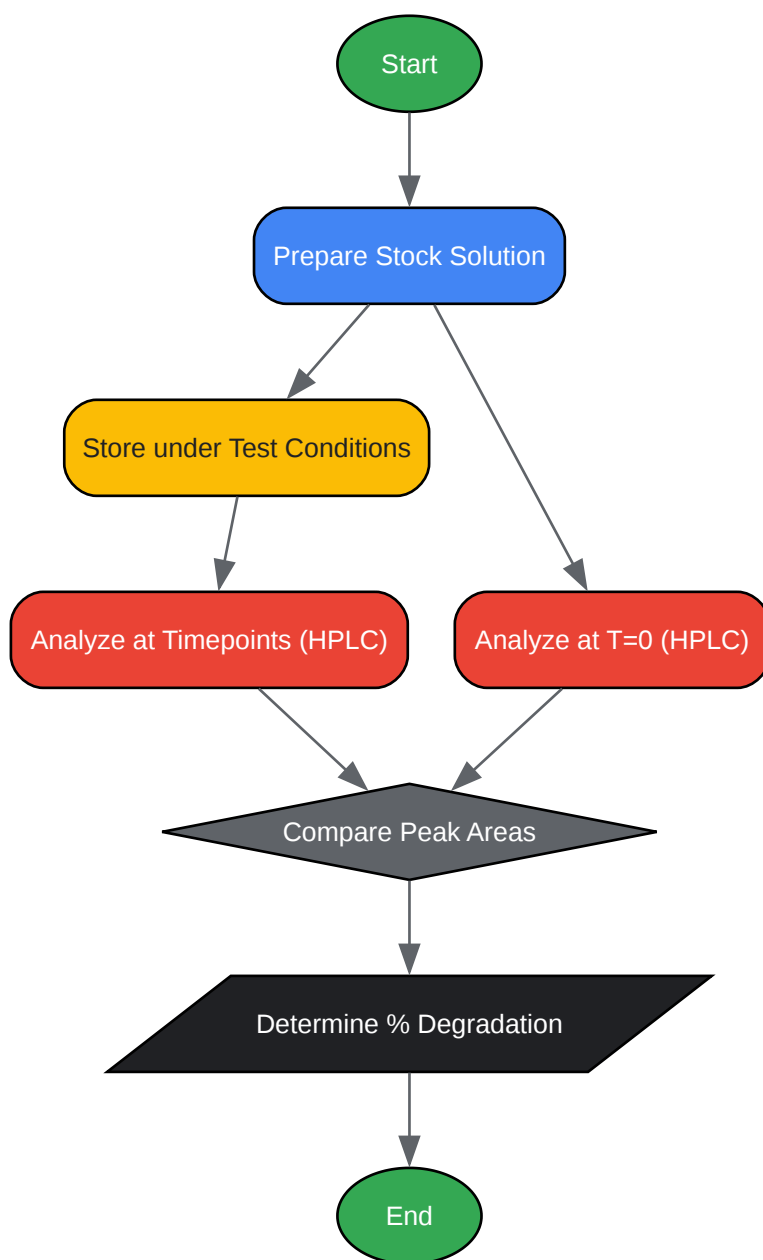 Start
Prepare Stock Solution
Store under Test Conditions
Analyze at Timepoints (HPLC)
Analyze at T=0 (HPLC)
Compare Peak Areas
Determine % Degradation
End